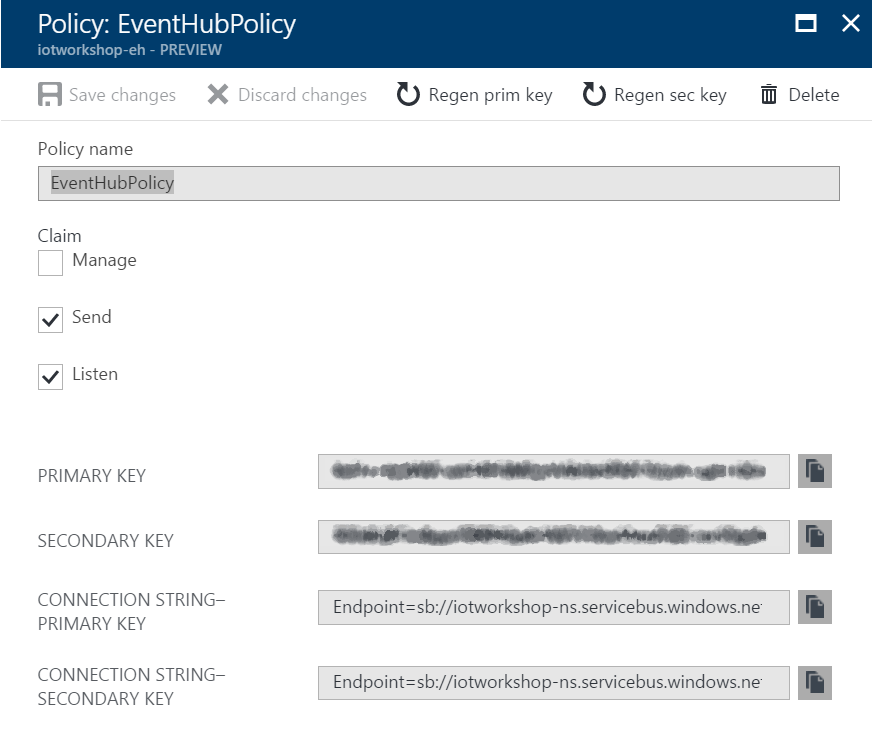 Policy: EventHubPolicy
iotworkshop-eh - PREVIEW
Save changes Discard changes Regen prim key Regen sec key Delete
Policy name
EventHubPolicy
Claim
Manage
Send
Listen
PRIMARY KEY
SECONDARY KEY
CONNECTION STRING–
PRIMARY KEY
Endpoint=sb://iotworkshop-ns.servicebus.windows.ne
CONNECTION STRING–
SECONDARY KEY
Endpoint=sb://iotworkshop-ns.servicebus.windows.ne